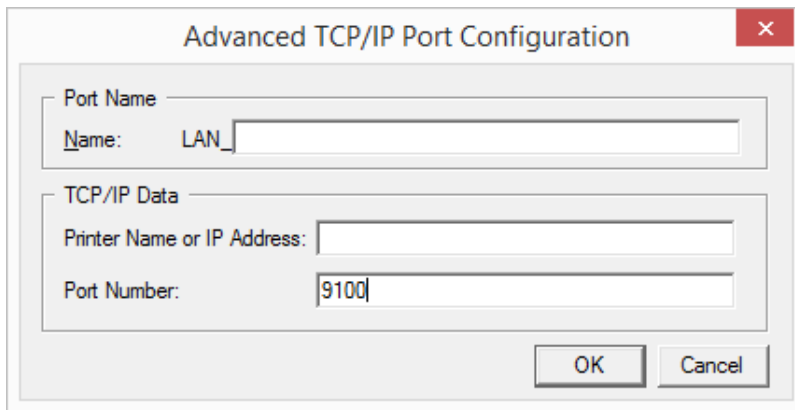 Advanced TCP/IP Port Configuration
Port Name
Name: LAN_
TCP/IP Data
Printer Name or IP Address:
Port Number: 9100
OK Cancel